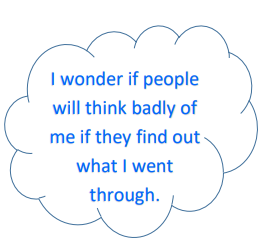 I wonder if people
will think badly of
me if they find out
what I went
through.